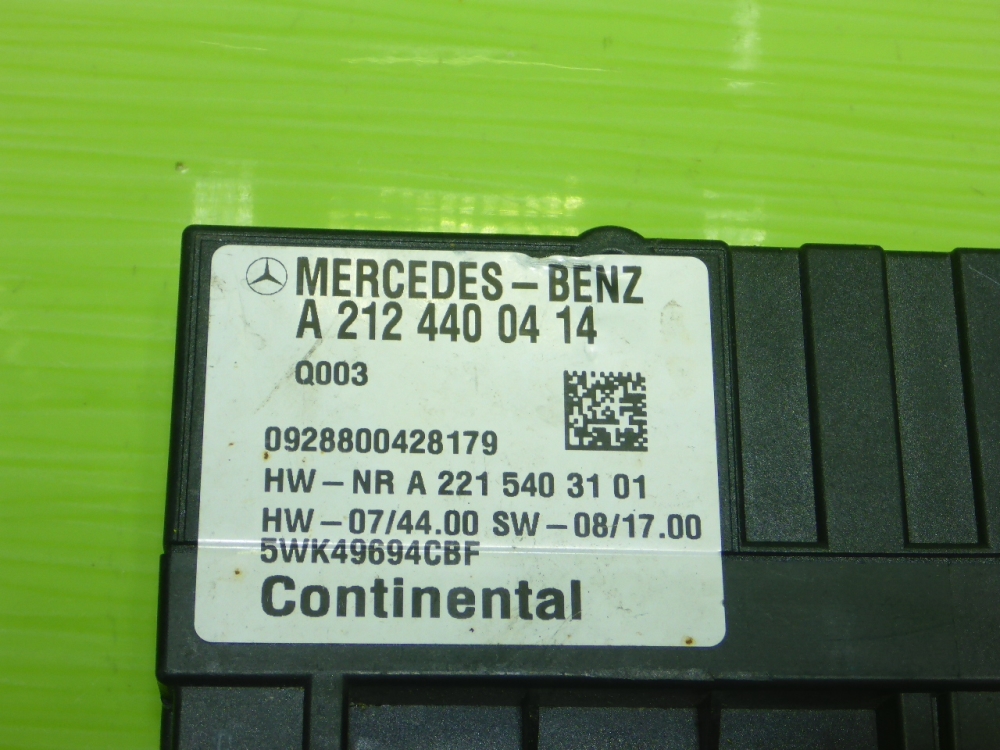 MERCEDES-BENZ
A 212 440 04 14
Q003
0928800428179
HW-NR A 221 540 31 01
HW-07/44.00 SW-08/17.00
5WK49694CBF
Continental